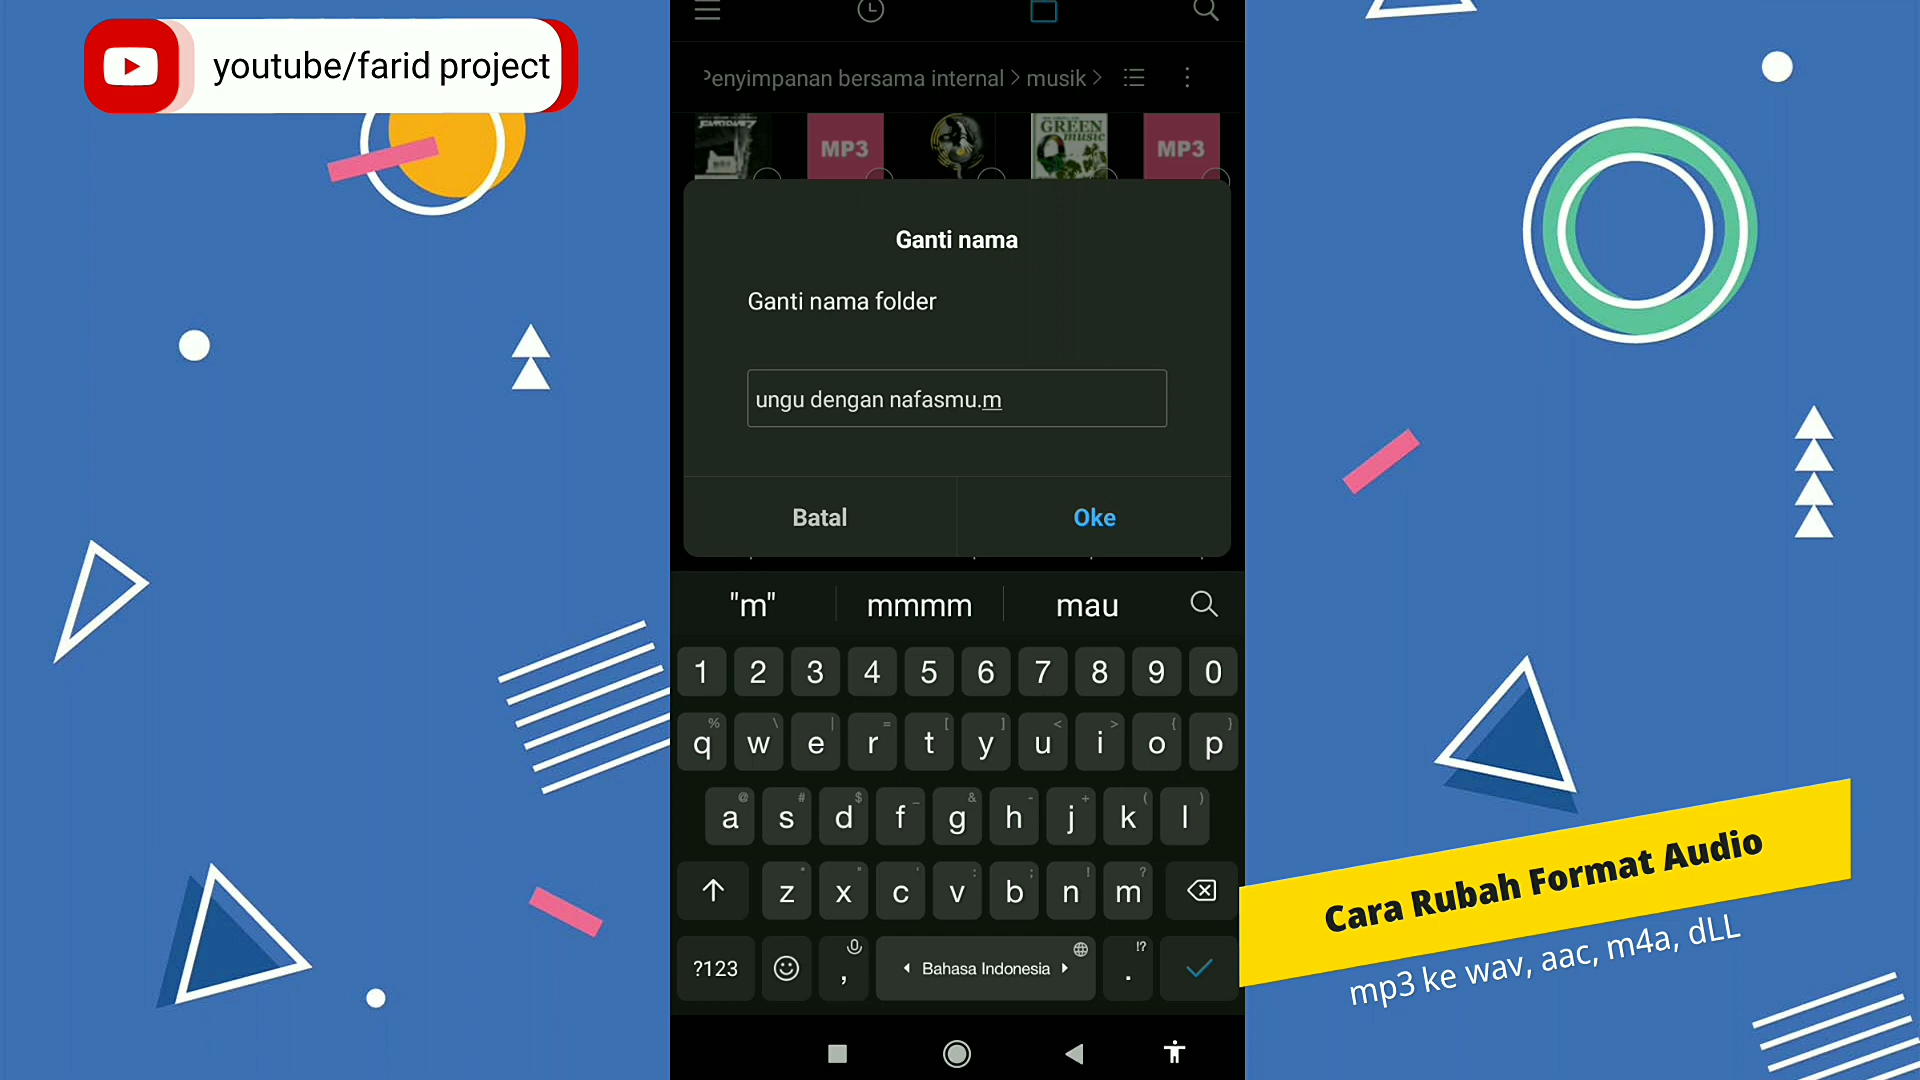 youtube/farid project
Penyimpanan bersama internal > musik >
MP3
GREEN
music
MP3
Ganti nama
Ganti nama folder
ungu dengan nafasmu.m
Batal
Oke
"m"
mmmm
mau
1 2 3 4 5 6 7 8 9 0
% \ | = [ ] < > { }
q w e r t y u i o p
@ # $ _ & - + ( )
a s d f g h j k l
* " ' : ; ! ?
z x c v b n m
?123 , Bahasa Indonesia . !?
Cara Rubah Format Audio
mp3 ke wav, aac, m4a, dLL